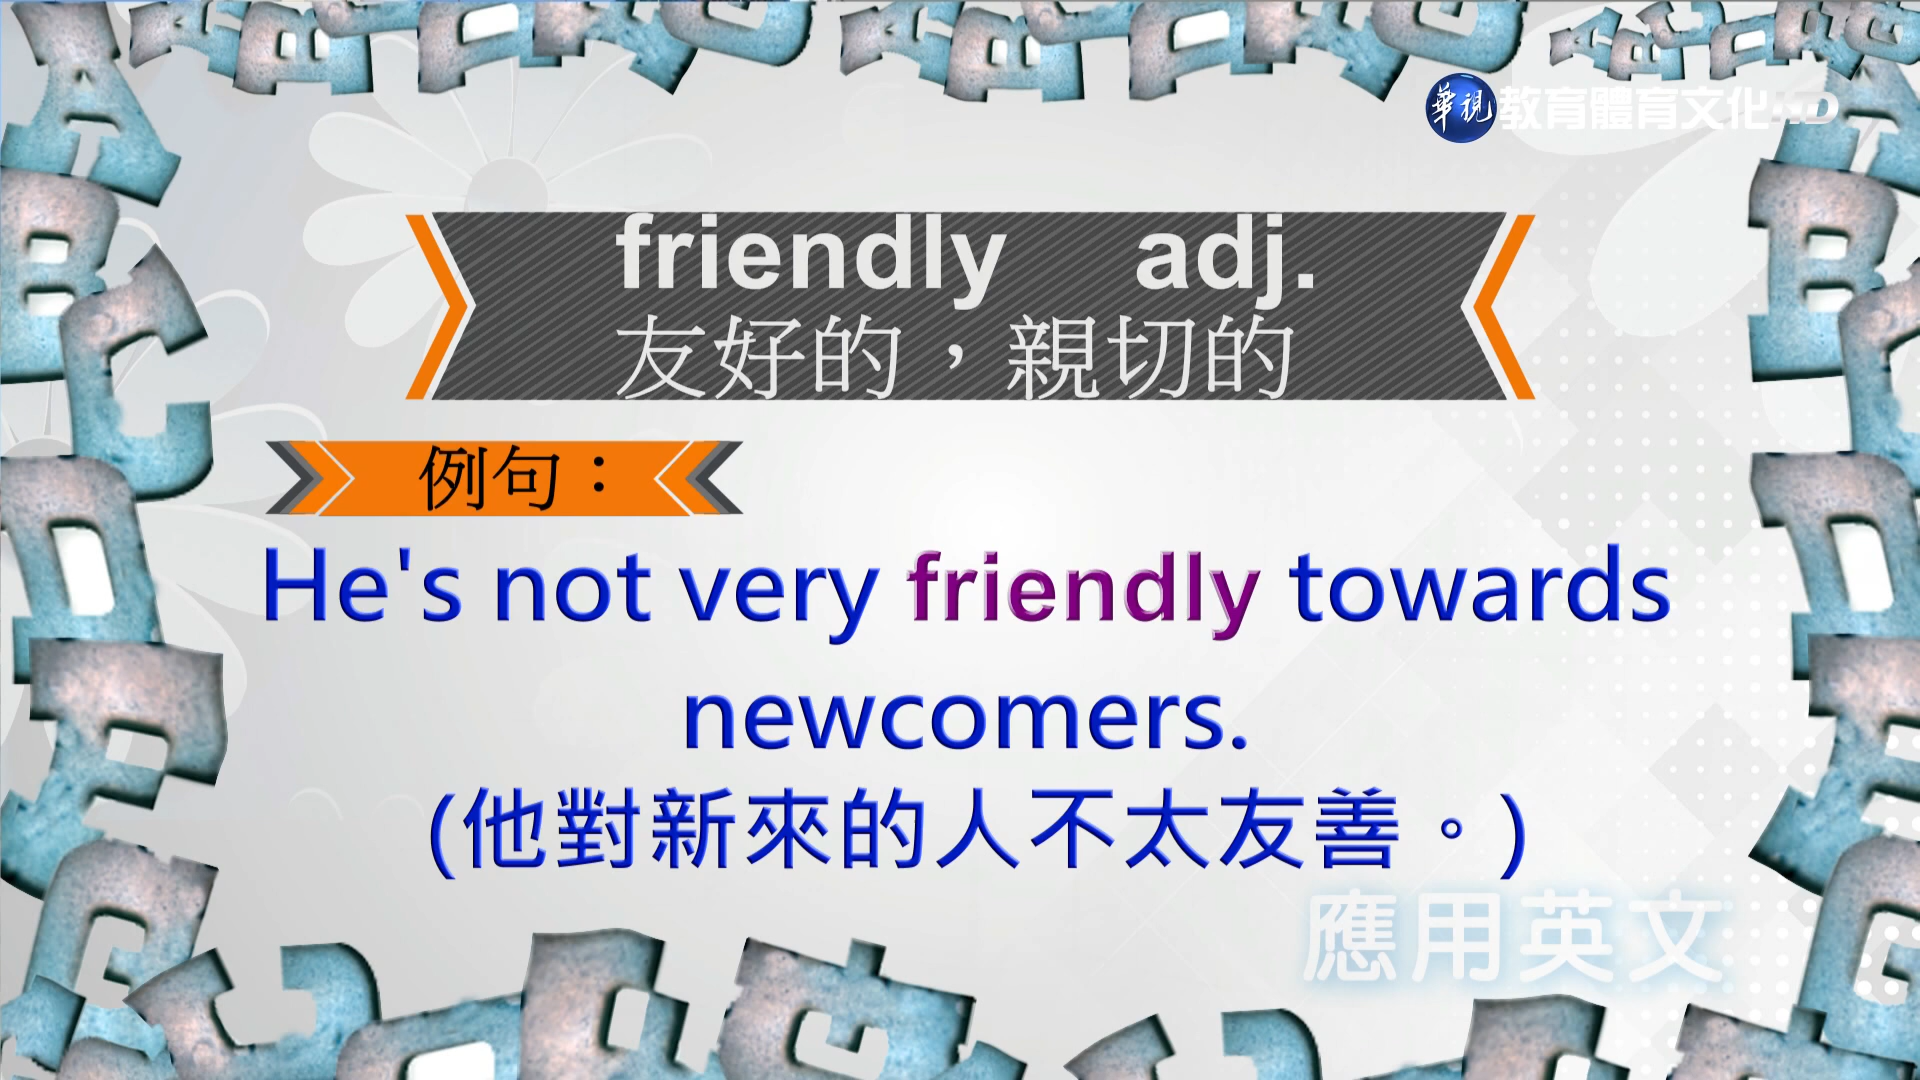 華視 教育體育文化HD
friendly adj.
友好的，親切的
例句：
He's not very friendly towards
newcomers.
(他對新來的人不太友善。)
應用英文